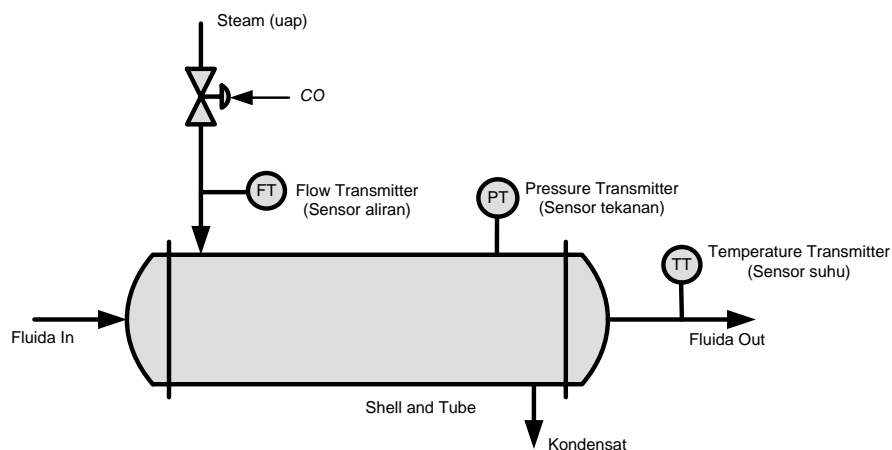 Steam (uap)
CO
FT
Flow Transmitter
(Sensor aliran)
PT
Pressure Transmitter
(Sensor tekanan)
TT
Temperature Transmitter
(Sensor suhu)
Fluida In
Fluida Out
Shell and Tube
Kondensat